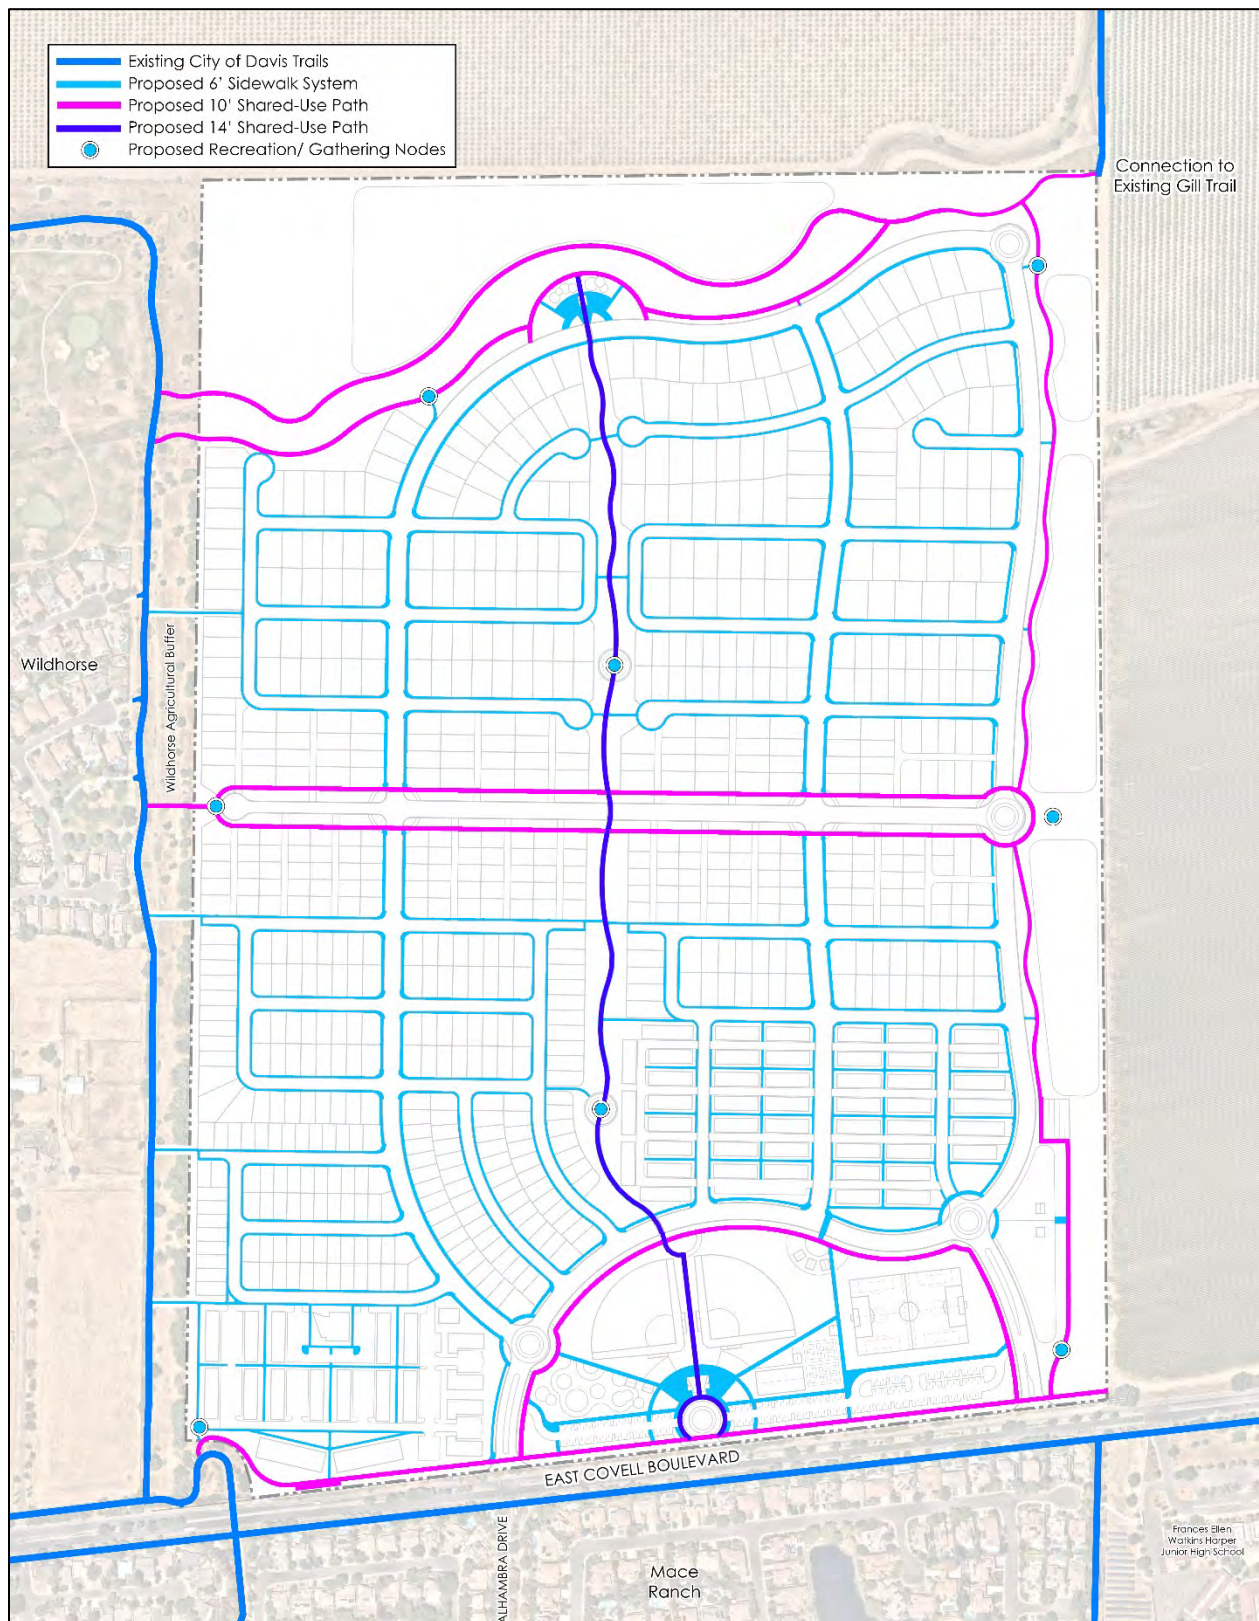 Existing City of Davis Trails
Proposed 6' Sidewalk System
Proposed 10' Shared-Use Path
Proposed 14' Shared-Use Path
Proposed Recreation/ Gathering Nodes
Connection to
Existing Gill Trail
Wildhorse
Wildhorse Agricultural Buffer
EAST COVELL BOULEVARD
ALHAMBRA DRIVE
Mace
Ranch
Frances Ellen
Watkins Harper
Junior High School